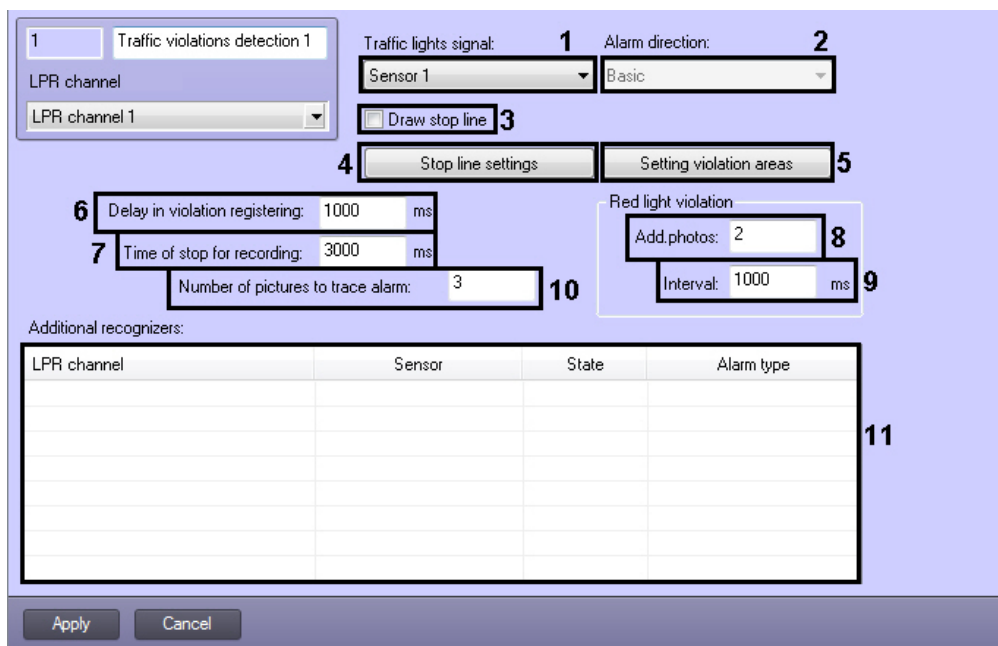 1 Traffic violations detection 1
LPR channel
LPR channel 1
Traffic lights signal: 1
Sensor 1
Alarm direction: 2
Basic
Draw stop line 3
4 Stop line settings
Setting violation areas 5
6 Delay in violation registering: 1000 ms
7 Time of stop for recording: 3000 ms
Number of pictures to trace alarm: 3 10
Red light violation
Add.photos: 2 8
Interval: 1000 ms 9
Additional recognizers:
LPR channel Sensor State Alarm type
11
Apply Cancel